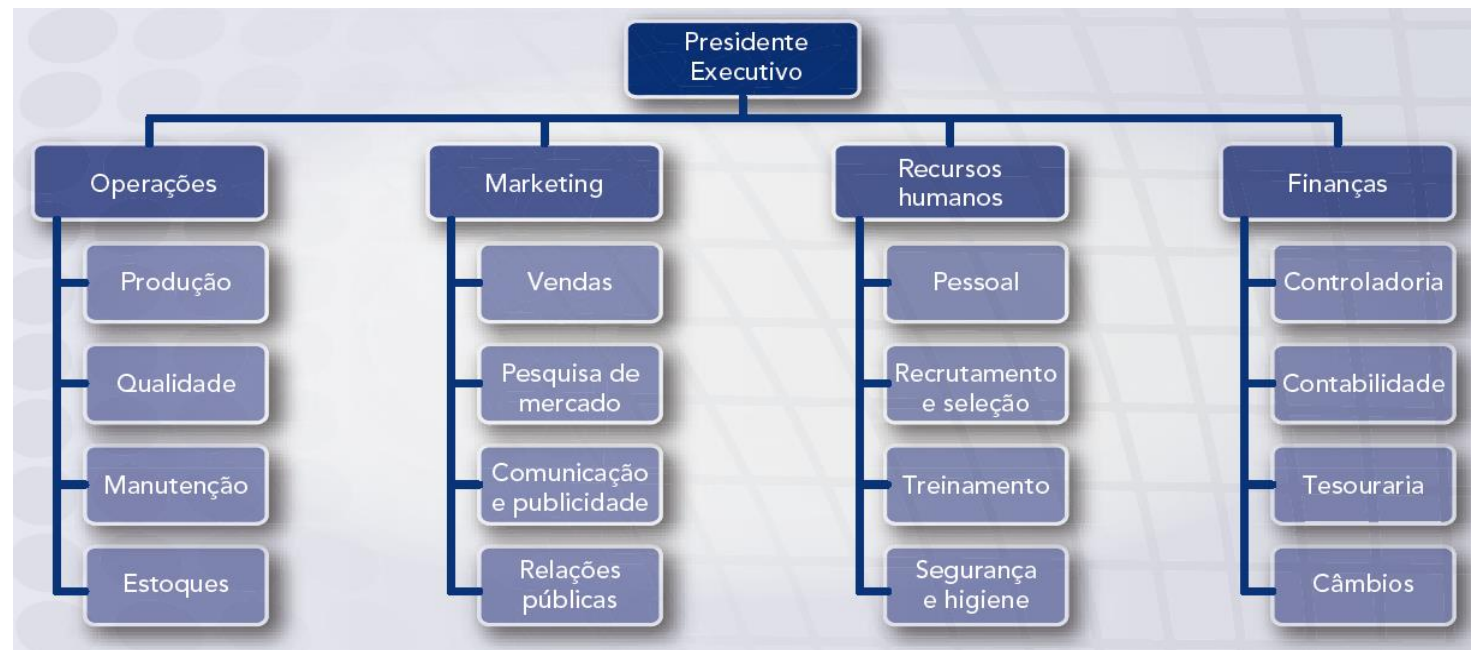 Presidente
Executivo
Operações
Marketing
Recursos
humanos
Finanças
Produção
Vendas
Pessoal
Controladoria
Qualidade
Pesquisa de
mercado
Recrutamento
e seleção
Contabilidade
Manutenção
Comunicação
e publicidade
Treinamento
Tesouraria
Estoques
Relações
públicas
Segurança
e higiene
Câmbios